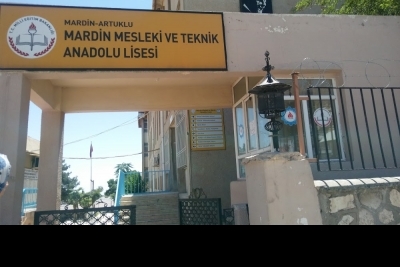 MARDİN-ARTUKLU
MARDİN MESLEKİ VE TEKNİK
ANADOLU LİSESİ